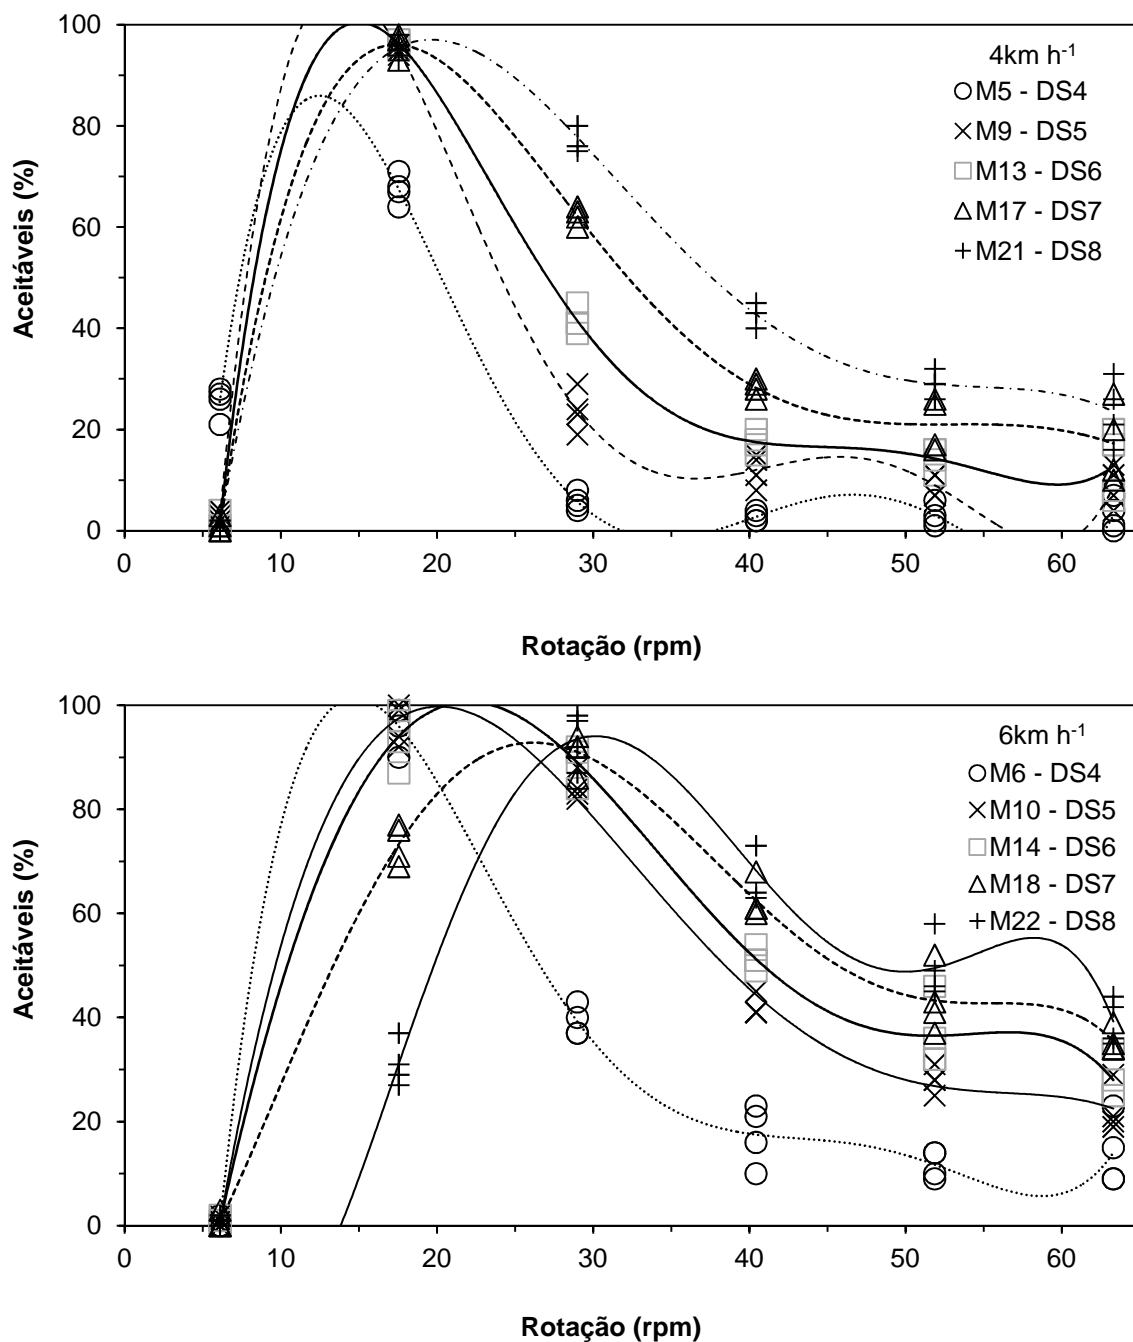 100
80
60
40
20
0
Aceitáveis (%)
4km h⁻¹
M5 - DS4
M9 - DS5
M13 - DS6
M17 - DS7
M21 - DS8
0 10 20 30 40 50 60
Rotação (rpm)
100
80
60
40
20
0
Aceitáveis (%)
6km h⁻¹
M6 - DS4
M10 - DS5
M14 - DS6
M18 - DS7
M22 - DS8
0 10 20 30 40 50 60
Rotação (rpm)